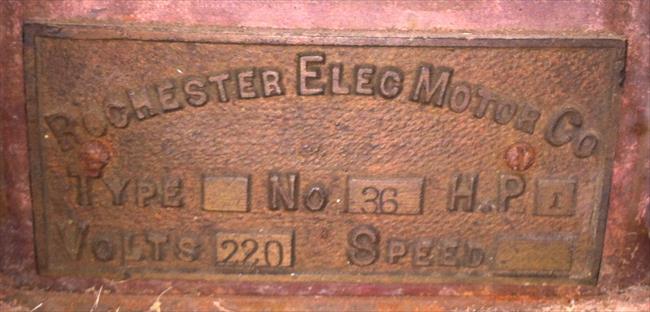 ROCHESTER ELEC MOTOR CO
TYPE No 36 H.P. 1
VOLTS 220 SPEED